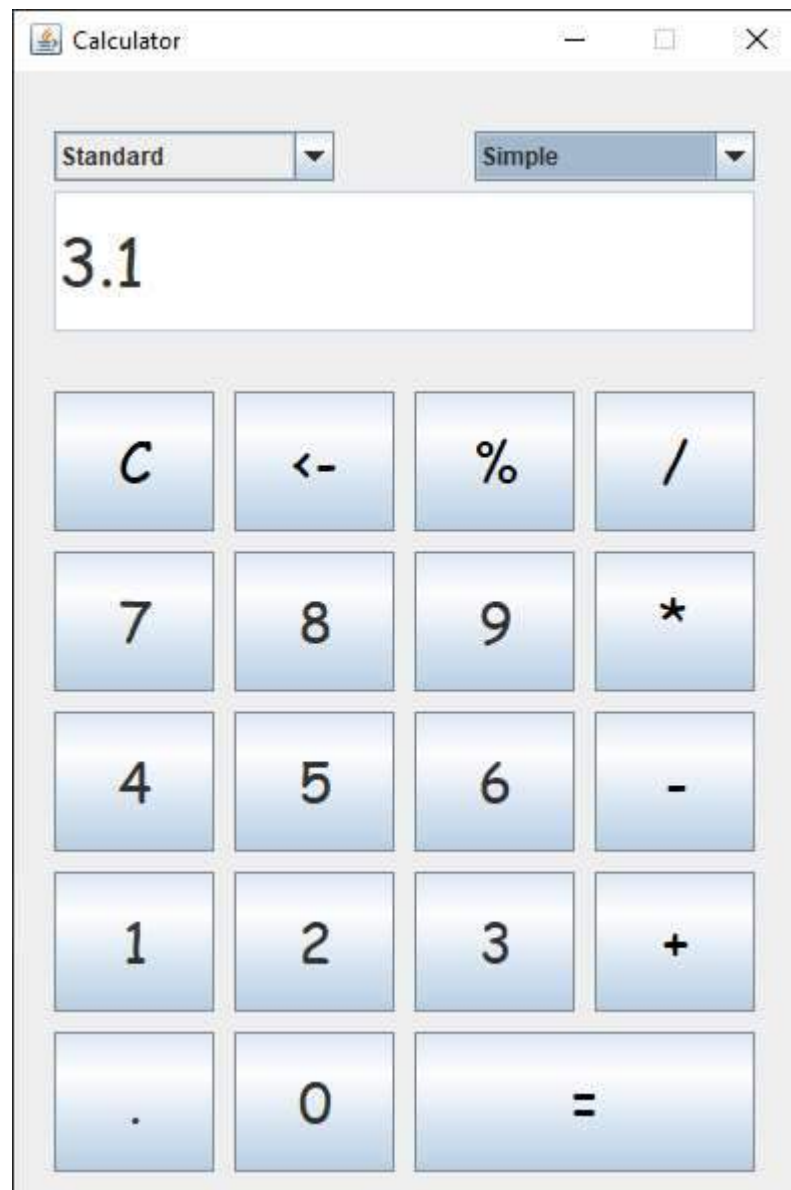 Calculator
Standard Simple
3.1
C <- % /
7 8 9 *
4 5 6 -
1 2 3 +
. 0 =